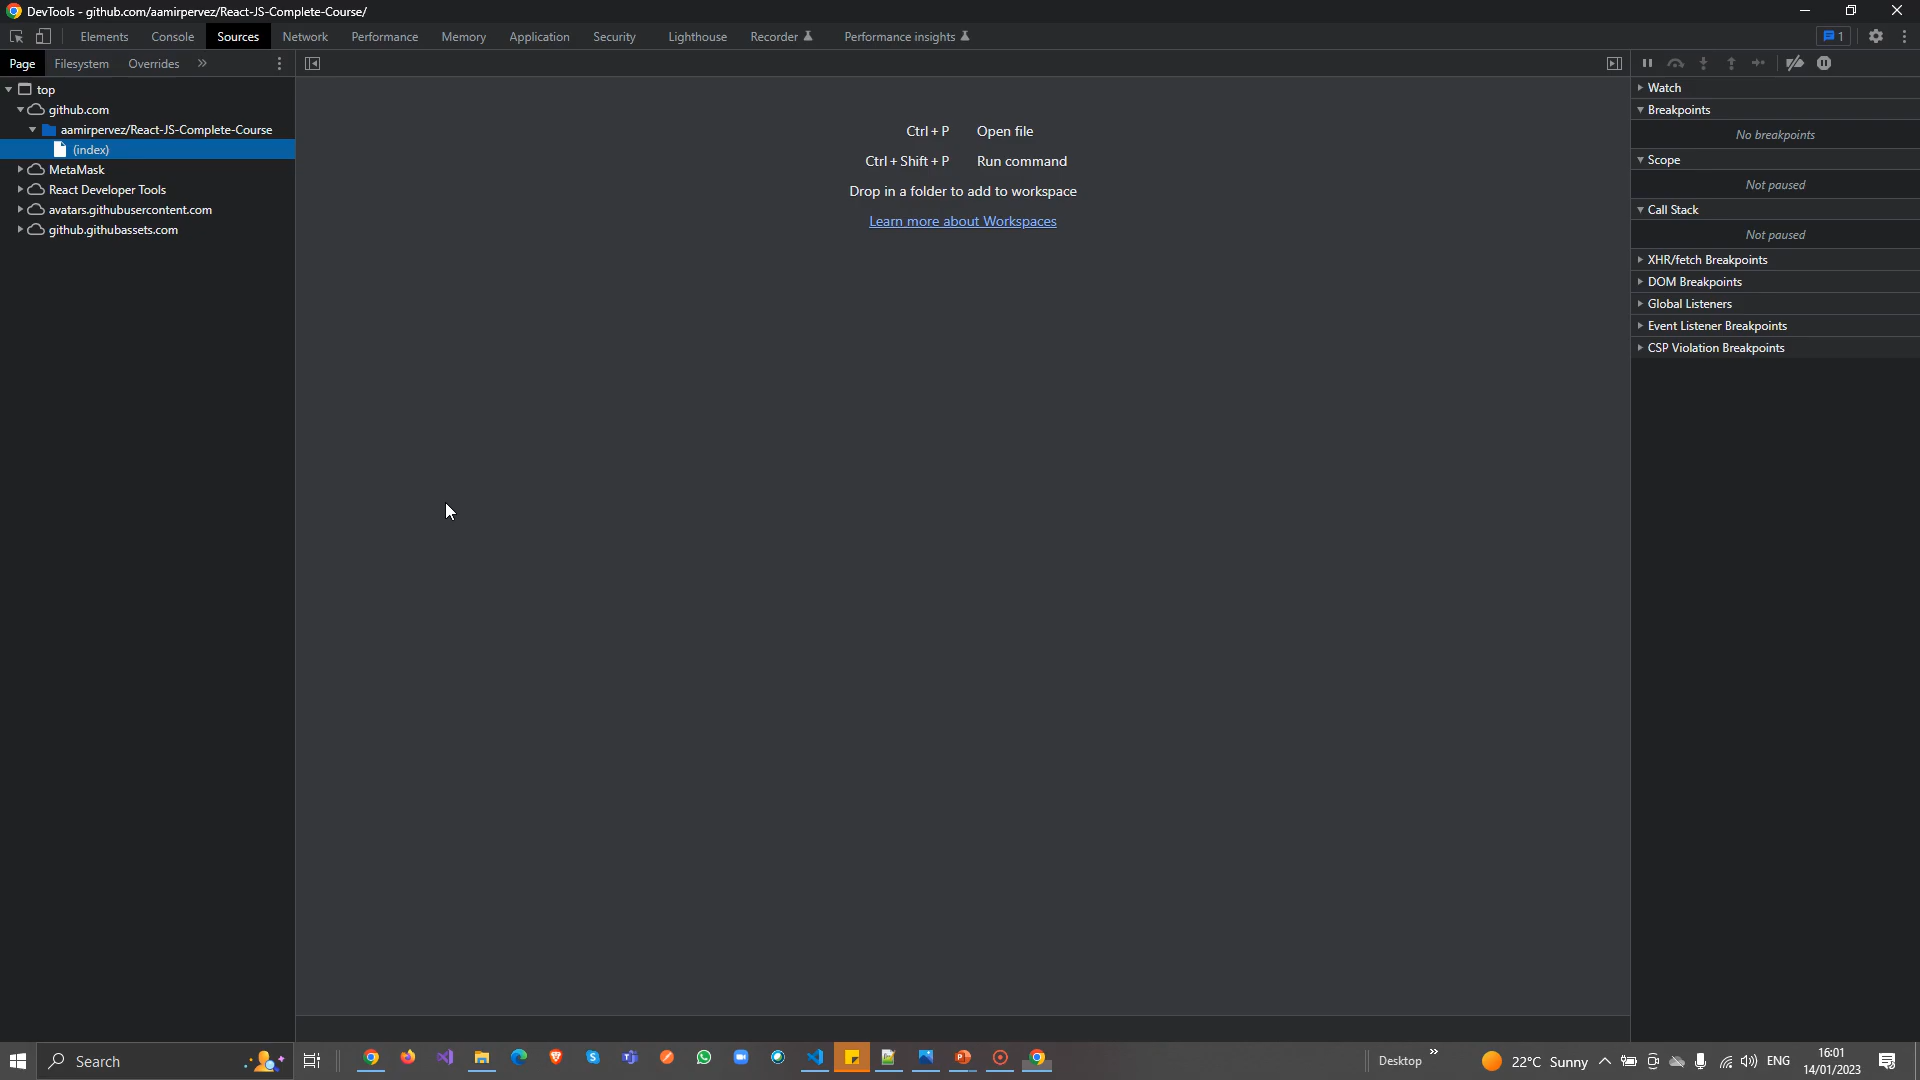 DevTools - github.com/aamirpervez/React-JS-Complete-Course/
Elements Console Sources Network Performance Memory Application Security Lighthouse Recorder Performance insights 1
Page Filesystem Overrides »
top
github.com
aamirpervez/React-JS-Complete-Course
(index)
MetaMask
React Developer Tools
avatars.githubusercontent.com
github.githubassets.com
Ctrl + P Open file
Ctrl + Shift + P Run command
Drop in a folder to add to workspace
Learn more about Workspaces
Watch
Breakpoints
No breakpoints
Scope
Not paused
Call Stack
Not paused
XHR/fetch Breakpoints
DOM Breakpoints
Global Listeners
Event Listener Breakpoints
CSP Violation Breakpoints
Search
Desktop »
22°C Sunny
ENG
16:01
14/01/2023